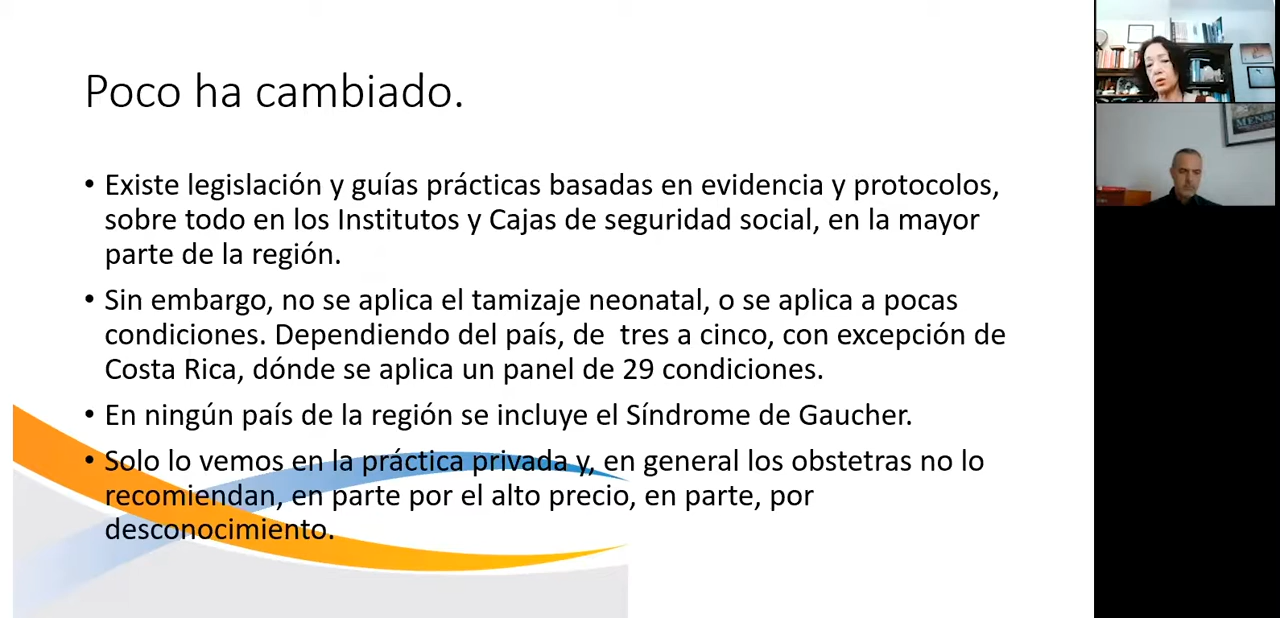 Poco ha cambiado.
• Existe legislación y guías prácticas basadas en evidencia y protocolos,
sobre todo en los Institutos y Cajas de seguridad social, en la mayor
parte de la región.
• Sin embargo, no se aplica el tamizaje neonatal, o se aplica a pocas
condiciones. Dependiendo del país, de  tres a cinco, con excepción de
Costa Rica, dónde se aplica un panel de 29 condiciones.
• En ningún país de la región se incluye el Síndrome de Gaucher.
• Solo lo vemos en la práctica privada y, en general los obstetras no lo
recomiendan, en parte por el alto precio, en parte, por
desconocimiento.